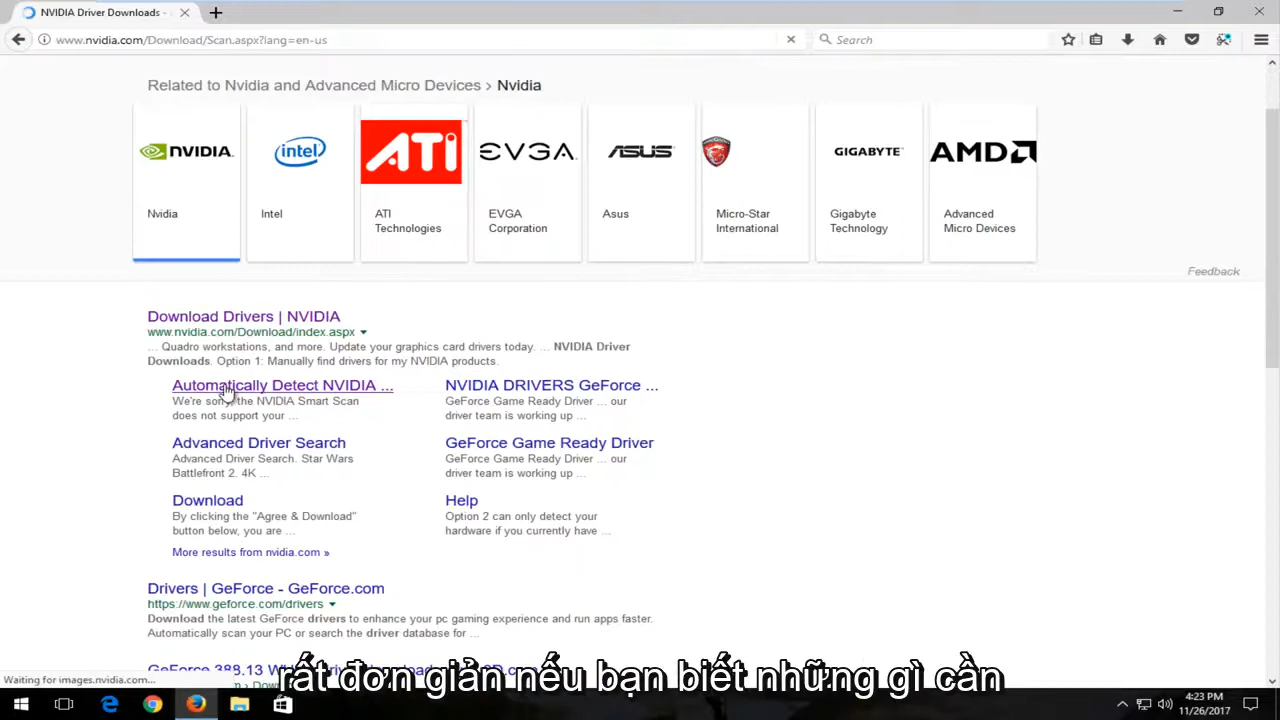 NVIDIA Driver Downloads -
www.nvidia.com/Download/Scan.aspx?lang=en-us
Search
Related to Nvidia and Advanced Micro Devices > Nvidia
NVIDIA.
intel
ATI
EVGA.
ASUS
GIGABYTE™
AMD
Nvidia
Intel
ATI Technologies
EVGA Corporation
Asus
Micro-Star International
Gigabyte Technology
Advanced Micro Devices
Feedback
Download Drivers | NVIDIA
www.nvidia.com/Download/index.aspx
... Quadro workstations, and more. Update your graphics card drivers today. ... NVIDIA Driver
Downloads. Option 1: Manually find drivers for my NVIDIA products.
Automatically Detect NVIDIA ...
We're sorry, the NVIDIA Smart Scan
does not support your ...
NVIDIA DRIVERS GeForce ...
GeForce Game Ready Driver ... our
driver team is working up ...
Advanced Driver Search
Advanced Driver Search. Star Wars
Battlefront 2. 4K ...
GeForce Game Ready Driver
GeForce Game Ready Driver ... our
driver team is working up ...
Download
By clicking the "Agree & Download"
button below, you are ...
Help
Option 2 can only detect your
hardware if you currently have ...
More results from nvidia.com »
Drivers | GeForce - GeForce.com
https://www.geforce.com/drivers
Download the latest GeForce drivers to enhance your pc gaming experience and run apps faster.
Automatically scan your PC or search the driver database for ...
GeForce 388.13
rất đơn giản nếu bạn biết những gì cần
Waiting for images.nvidia.com...
4:23 PM
11/26/2017